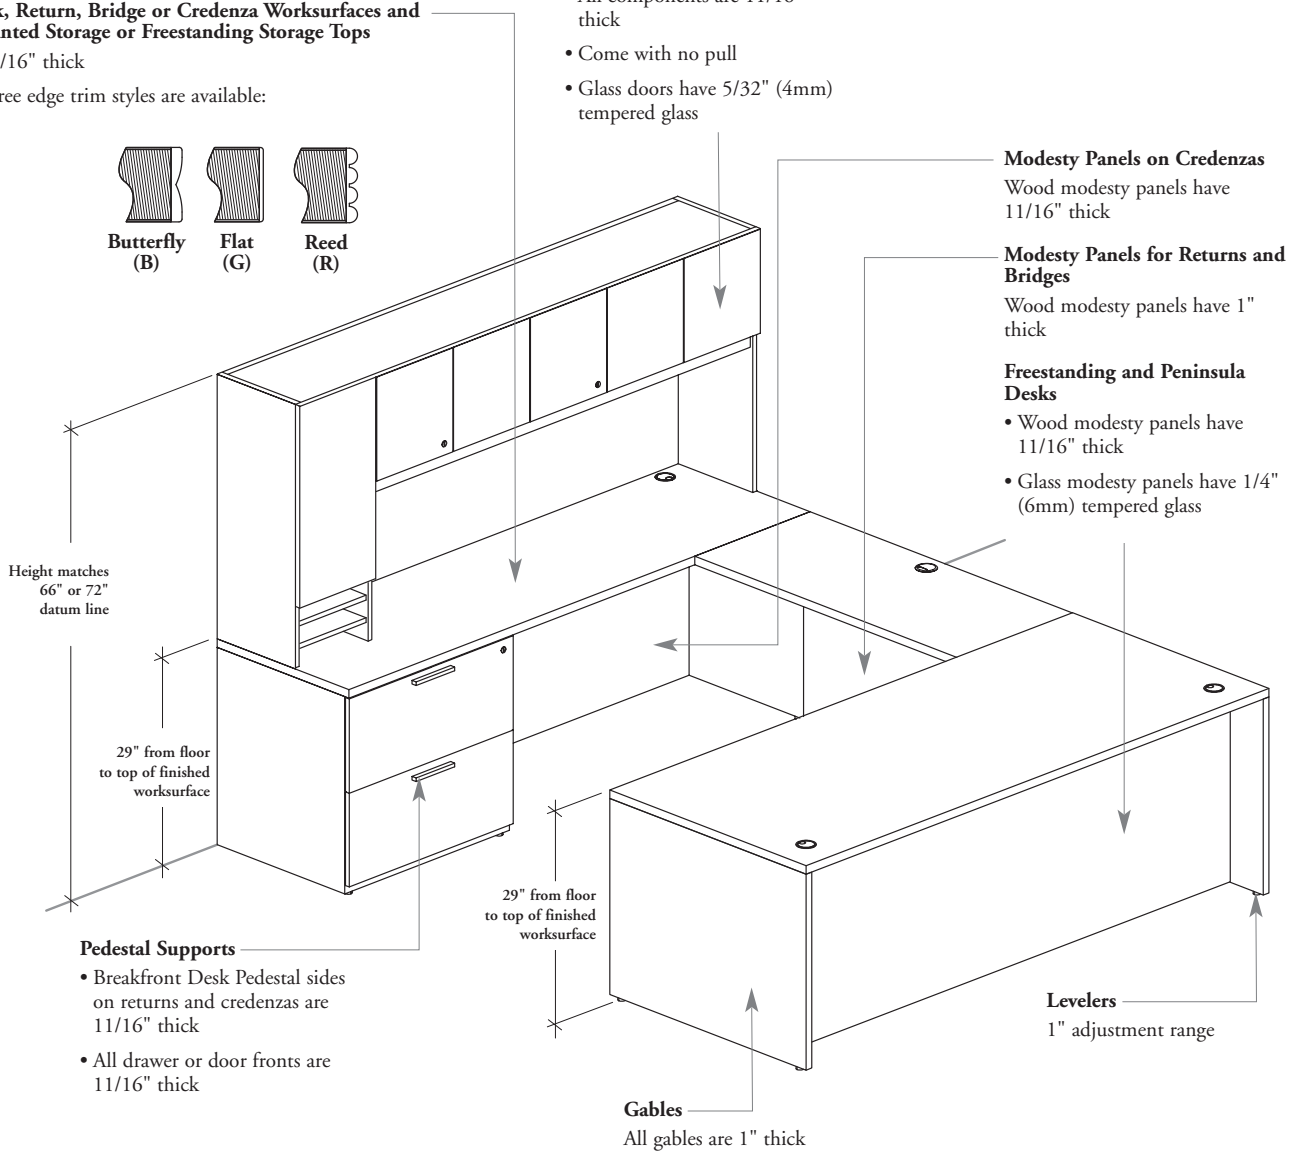 Return, Bridge or Credenza Worksurfaces and
Storage or Freestanding Storage Tops
/16" thick
edge trim styles are available:
Butterfly
(B)
Flat
(G)
Reed
(R)
thick
• Come with no pull
• Glass doors have 5/32" (4mm)
tempered glass
Modesty Panels on Credenzas
Wood modesty panels have
11/16" thick
Modesty Panels for Returns and
Bridges
Wood modesty panels have 1"
thick
Freestanding and Peninsula
Desks
• Wood modesty panels have
11/16" thick
• Glass modesty panels have 1/4"
(6mm) tempered glass
Height matches
66" or 72"
datum line
29" from floor
to top of finished
worksurface
29" from floor
to top of finished
worksurface
Pedestal Supports
• Breakfront Desk Pedestal sides
on returns and credenzas are
11/16" thick
• All drawer or door fronts are
11/16" thick
Levelers
1" adjustment range
Gables
All gables are 1" thick